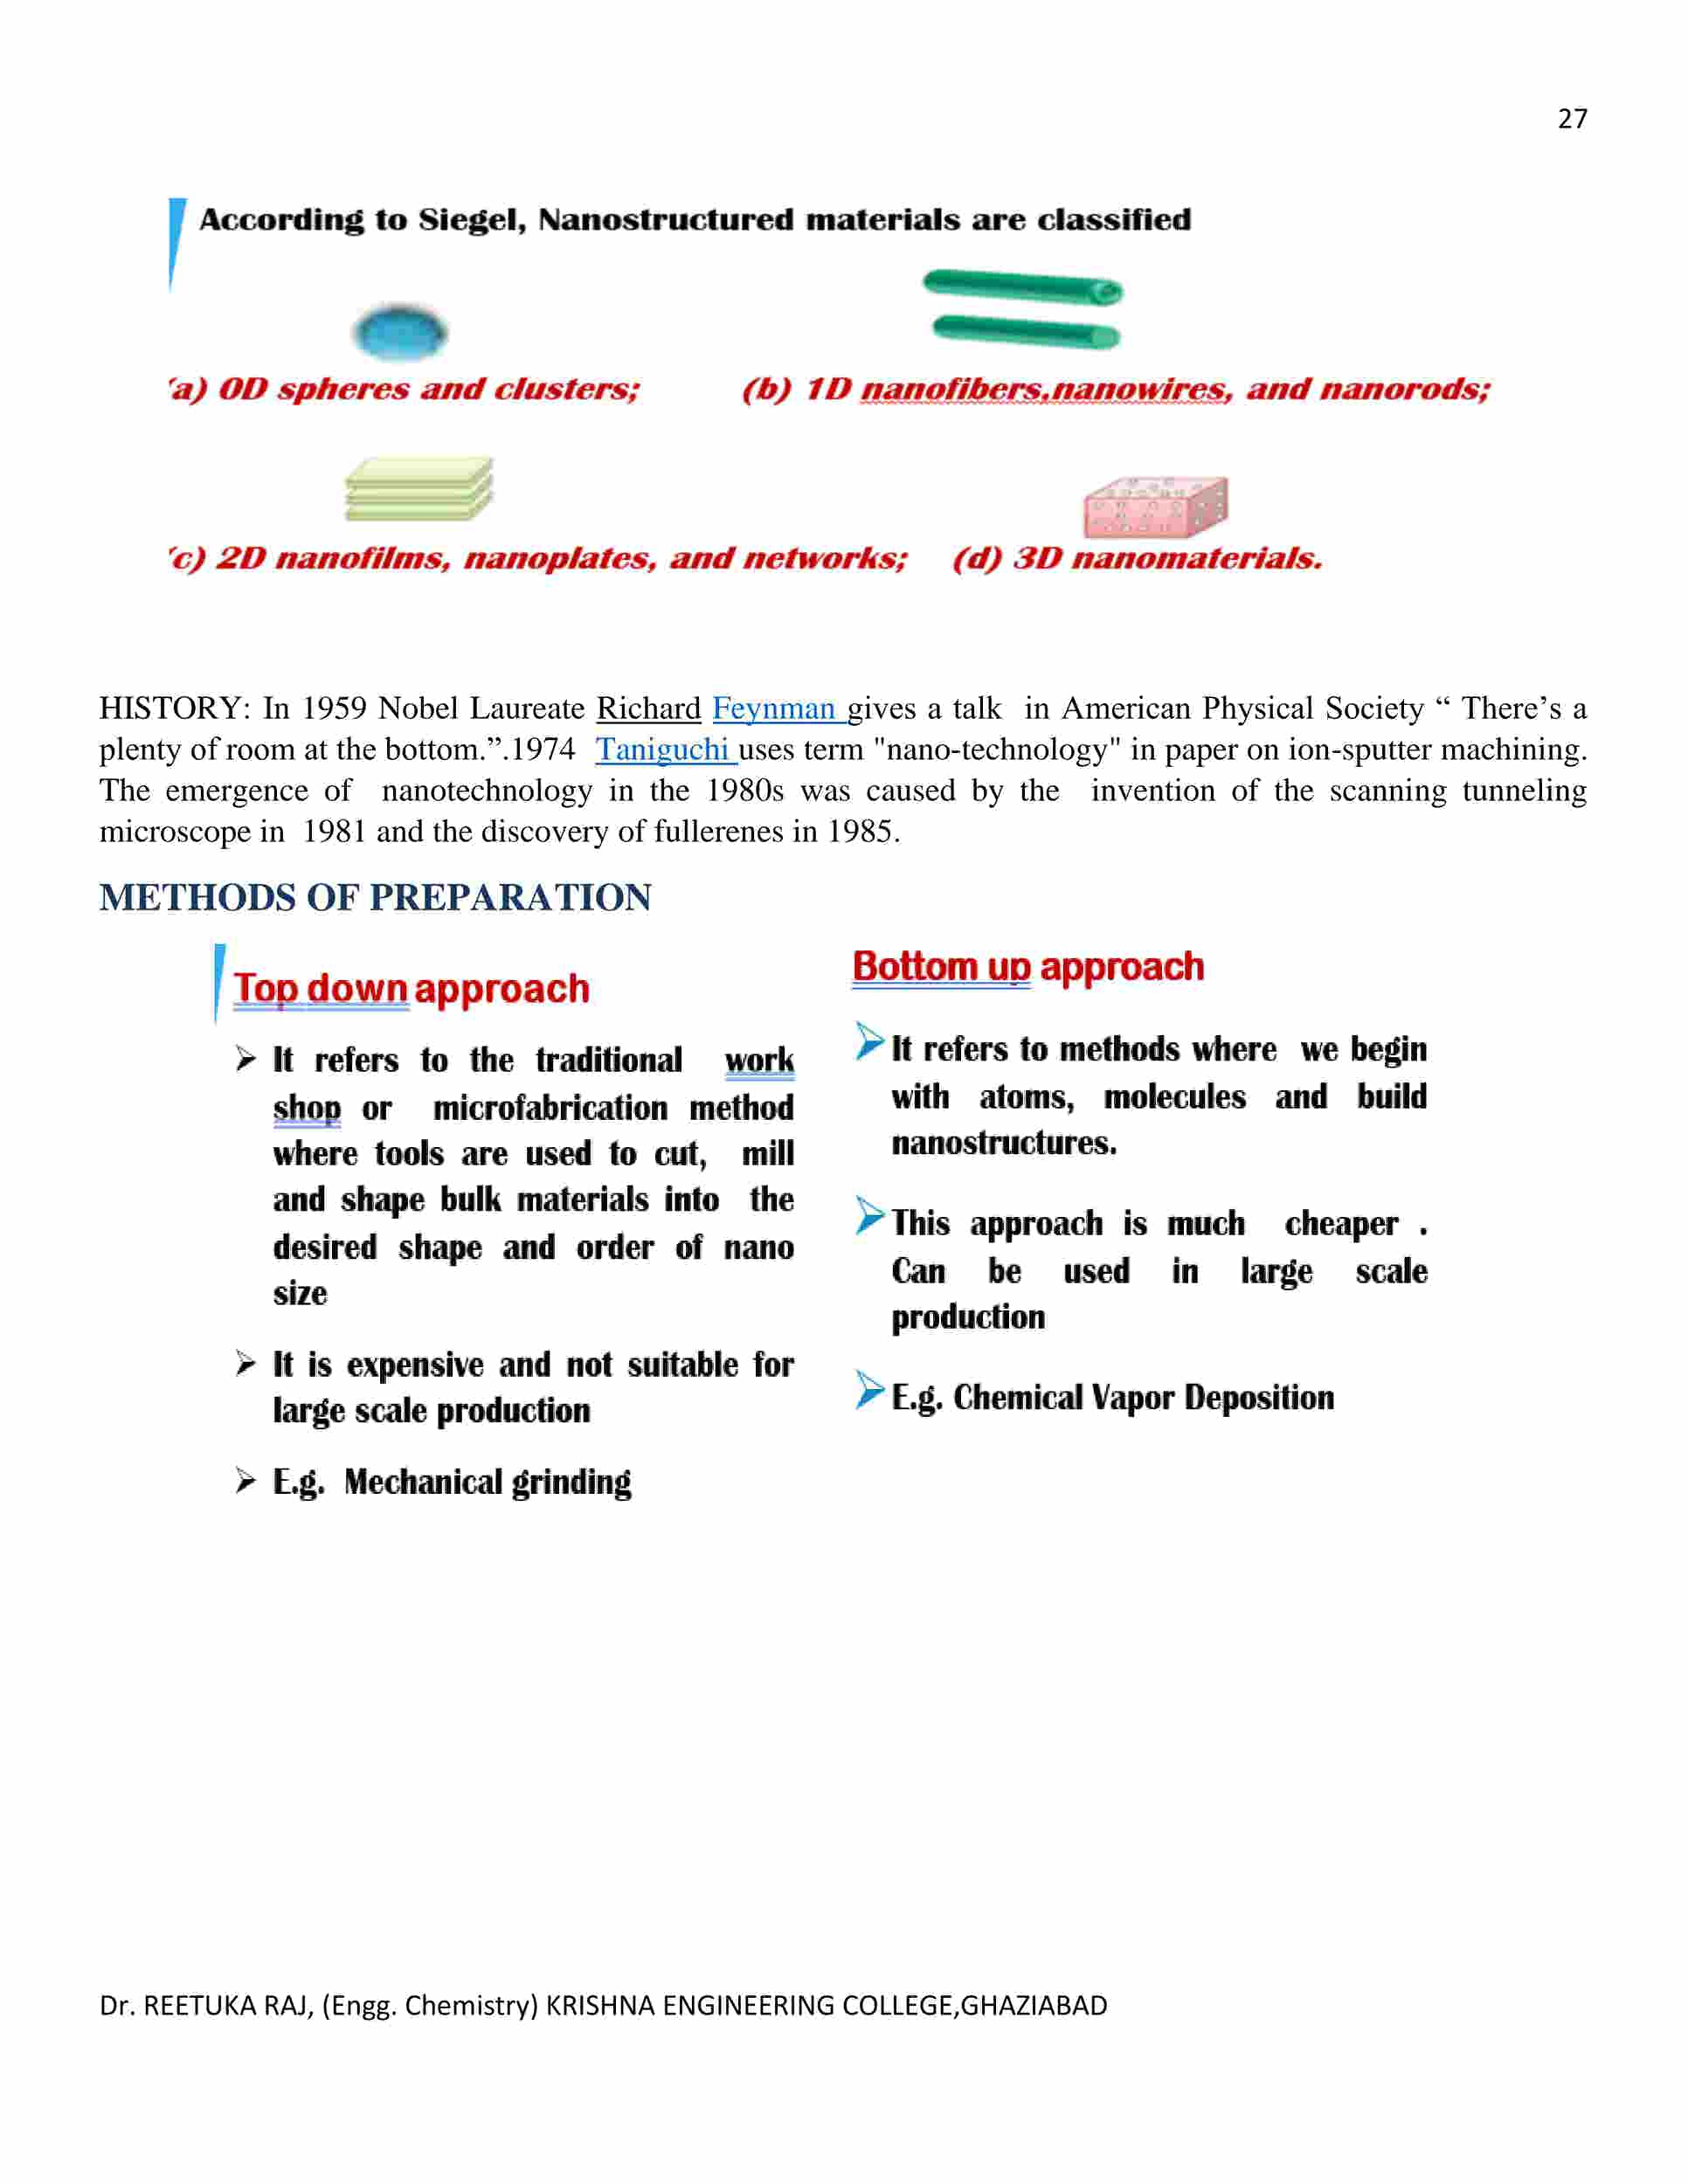 27
According to Siegel, Nanostructured materials are classified
(a) 0D spheres and clusters;
(b) 1D nanofibers,nanowires, and nanorods;
(c) 2D nanofilms, nanoplates, and networks;
(d) 3D nanomaterials.
HISTORY: In 1959 Nobel Laureate Richard Feynman gives a talk in American Physical Society “ There’s a
plenty of room at the bottom.”.1974 Taniguchi uses term "nano-technology" in paper on ion-sputter machining.
The emergence of nanotechnology in the 1980s was caused by the invention of the scanning tunneling
microscope in 1981 and the discovery of fullerenes in 1985.
METHODS OF PREPARATION
Top down approach
➢ It refers to the traditional work
shop or microfabrication method
where tools are used to cut, mill
and shape bulk materials into the
desired shape and order of nano
size
➢ It is expensive and not suitable for
large scale production
➢ E.g. Mechanical grinding
Bottom up approach
➢ It refers to methods where we begin
with atoms, molecules and build
nanostructures.
➢ This approach is much cheaper .
Can be used in large scale
production
➢ E.g. Chemical Vapor Deposition
Dr. REETUKA RAJ, (Engg. Chemistry) KRISHNA ENGINEERING COLLEGE,GHAZIABAD